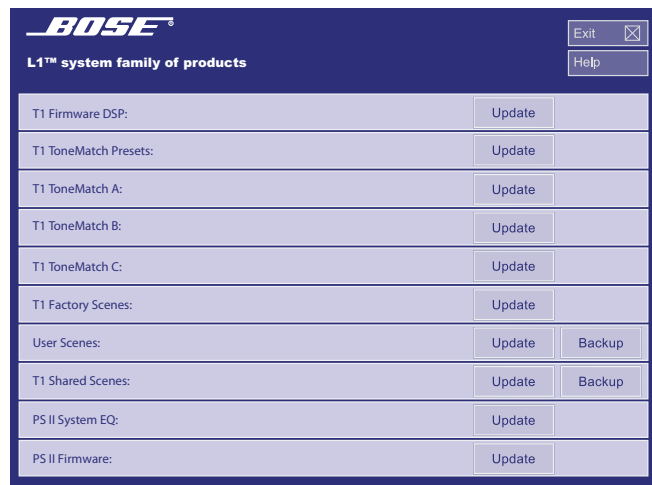 BOSE®
L1™ system family of products
Exit
Help
T1 Firmware DSP: Update
T1 ToneMatch Presets: Update
T1 ToneMatch A: Update
T1 ToneMatch B: Update
T1 ToneMatch C: Update
T1 Factory Scenes: Update
User Scenes: Update Backup
T1 Shared Scenes: Update Backup
PS II System EQ: Update
PS II Firmware: Update